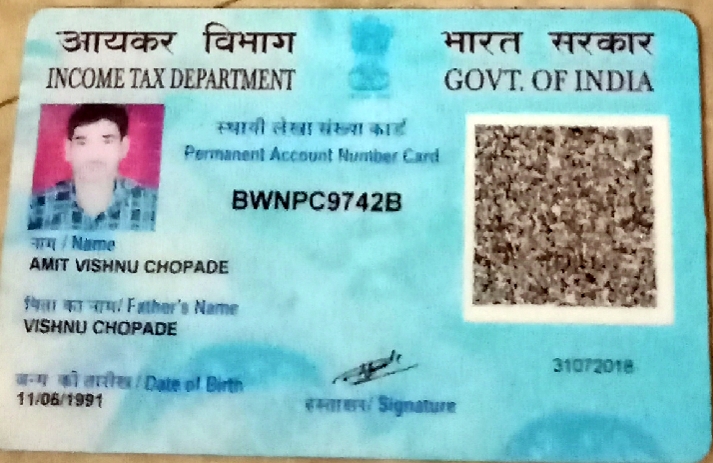 आयकर विभाग
INCOME TAX DEPARTMENT
भारत सरकार
GOVT. OF INDIA
स्थायी लेखा संख्या कार्ड
Permanent Account Number Card
BWNPC9742B
नाम / Name
AMIT VISHNU CHOPADE
पिता का नाम/ Father's Name
VISHNU CHOPADE
जन्म की तारीख / Date of Birth
11/06/1991
हस्ताक्षर/ Signature
31072018